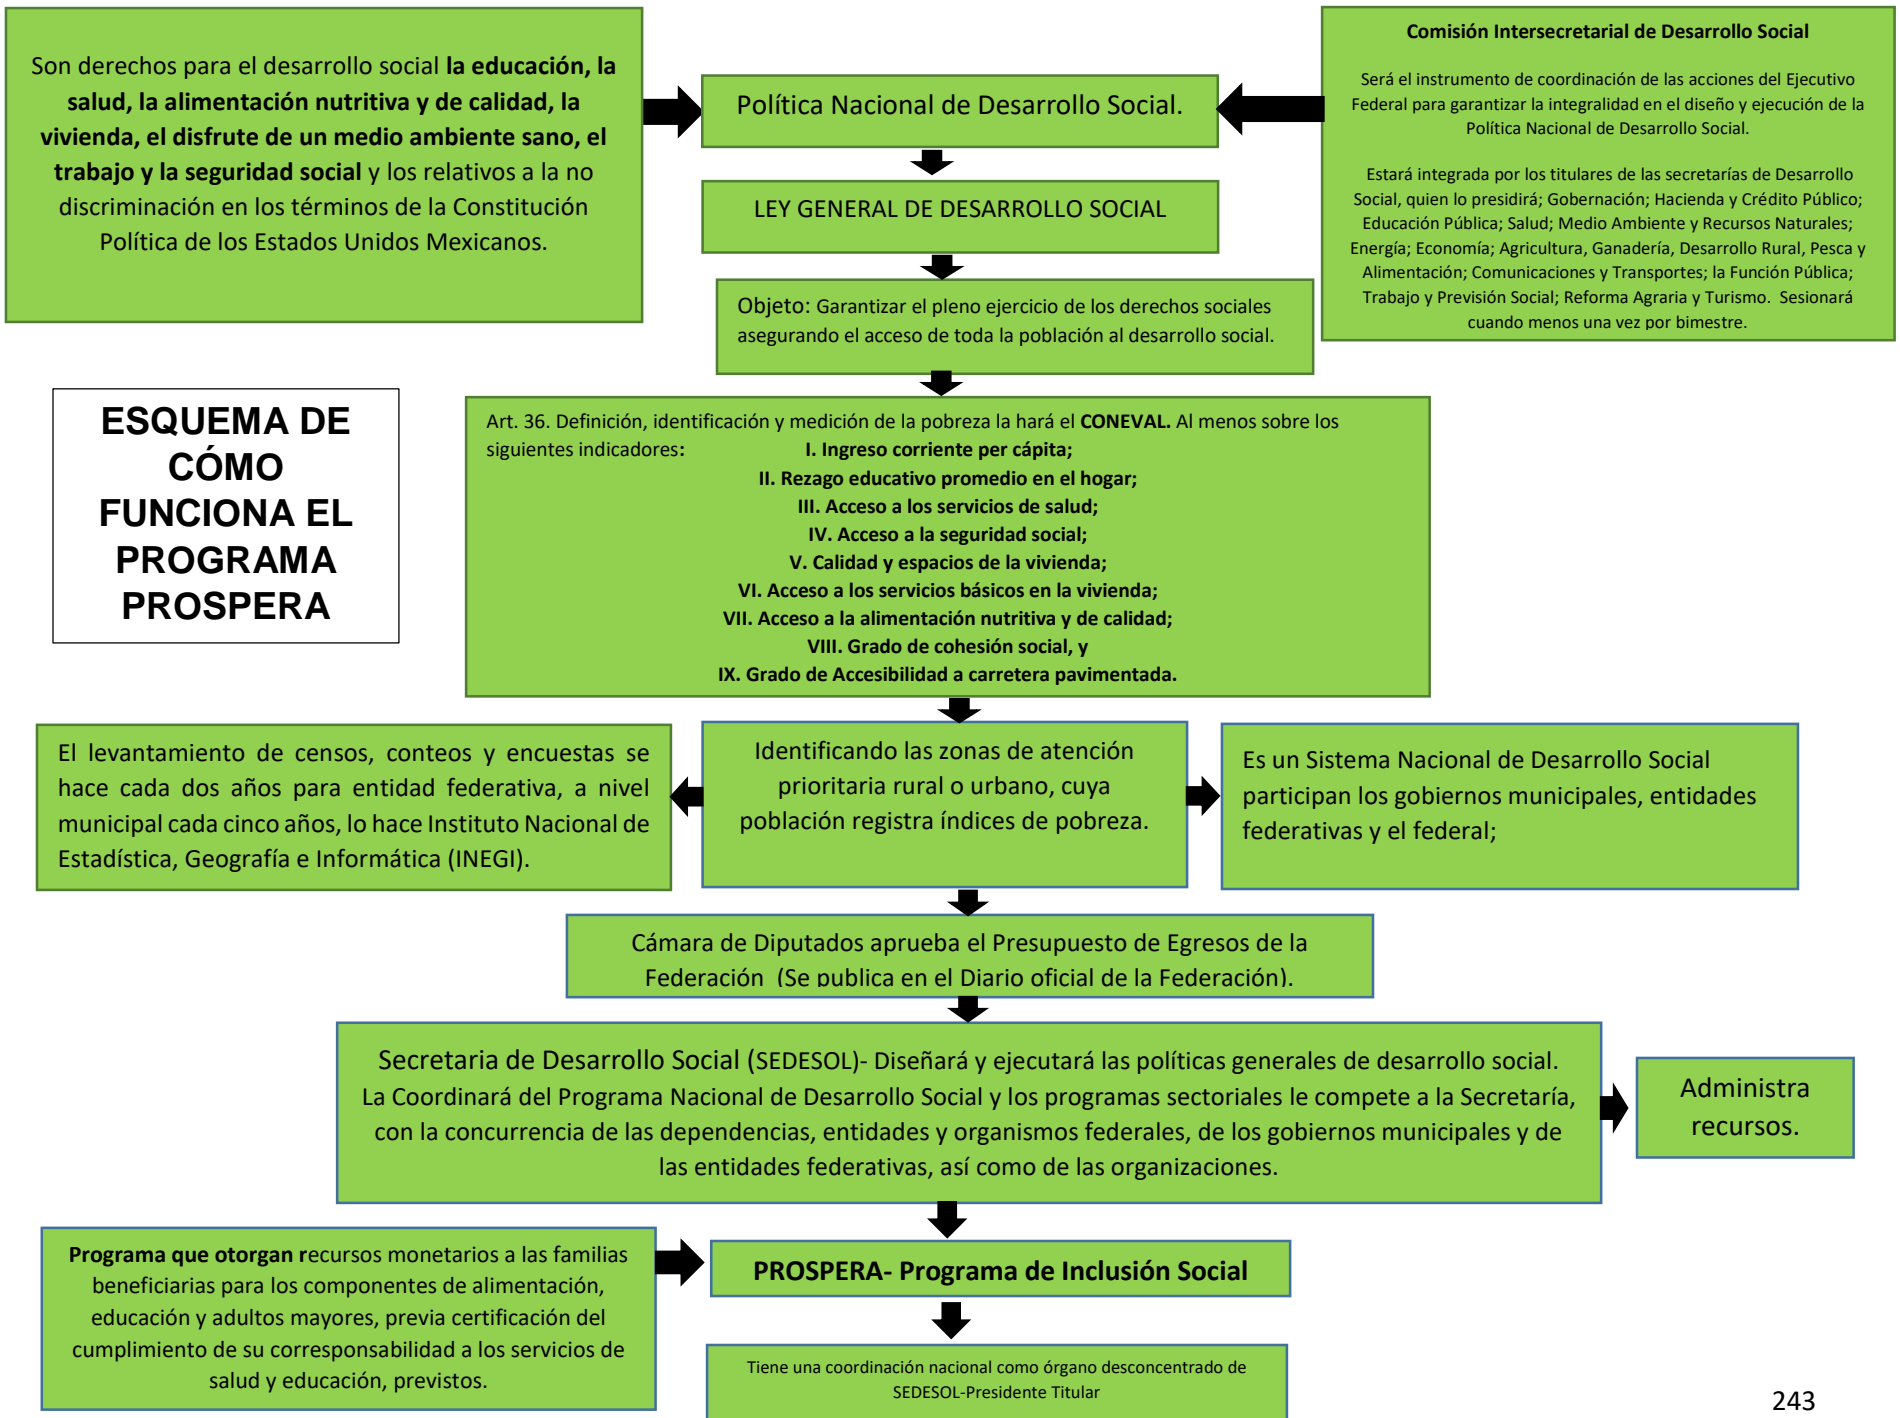 Son derechos para el desarrollo social la educación, la
salud, la alimentación nutritiva y de calidad, la
vivienda, el disfrute de un medio ambiente sano, el
trabajo y la seguridad social y los relativos a la no
discriminación en los términos de la Constitución
Política de los Estados Unidos Mexicanos.
Política Nacional de Desarrollo Social.
Comisión Intersecretarial de Desarrollo Social
Será el instrumento de coordinación de las acciones del Ejecutivo
Federal para garantizar la integralidad en el diseño y ejecución de la
Política Nacional de Desarrollo Social.
Estará integrada por los titulares de las secretarías de Desarrollo
Social, quien lo presidirá; Gobernación; Hacienda y Crédito Público;
Educación Pública; Salud; Medio Ambiente y Recursos Naturales;
Energía; Economía; Agricultura, Ganadería, Desarrollo Rural, Pesca y
Alimentación; Comunicaciones y Transportes; la Función Pública;
Trabajo y Previsión Social; Reforma Agraria y Turismo. Sesionará
cuando menos una vez por bimestre.
LEY GENERAL DE DESARROLLO SOCIAL
Objeto: Garantizar el pleno ejercicio de los derechos sociales
asegurando el acceso de toda la población al desarrollo social.
ESQUEMA DE
CÓMO
FUNCIONA EL
PROGRAMA
PROSPERA
Art. 36. Definición, identificación y medición de la pobreza la hará el CONEVAL. Al menos sobre los
siguientes indicadores: I. Ingreso corriente per cápita;
II. Rezago educativo promedio en el hogar;
III. Acceso a los servicios de salud;
IV. Acceso a la seguridad social;
V. Calidad y espacios de la vivienda;
VI. Acceso a los servicios básicos en la vivienda;
VII. Acceso a la alimentación nutritiva y de calidad;
VIII. Grado de cohesión social, y
IX. Grado de Accesibilidad a carretera pavimentada.
El levantamiento de censos, conteos y encuestas se
hace cada dos años para entidad federativa, a nivel
municipal cada cinco años, lo hace Instituto Nacional de
Estadística, Geografía e Informática (INEGI).
Identificando las zonas de atención
prioritaria rural o urbano, cuya
población registra índices de pobreza.
Es un Sistema Nacional de Desarrollo Social
participan los gobiernos municipales, entidades
federativas y el federal;
Cámara de Diputados aprueba el Presupuesto de Egresos de la
Federación (Se publica en el Diario oficial de la Federación).
Secretaria de Desarrollo Social (SEDESOL)- Diseñará y ejecutará las políticas generales de desarrollo social.
La Coordinará del Programa Nacional de Desarrollo Social y los programas sectoriales le compete a la Secretaría,
con la concurrencia de las dependencias, entidades y organismos federales, de los gobiernos municipales y de
las entidades federativas, así como de las organizaciones.
Administra
recursos.
Programa que otorgan recursos monetarios a las familias
beneficiarias para los componentes de alimentación,
educación y adultos mayores, previa certificación del
cumplimiento de su corresponsabilidad a los servicios de
salud y educación, previstos.
PROSPERA- Programa de Inclusión Social
Tiene una coordinación nacional como órgano desconcentrado de
SEDESOL-Presidente Titular
243